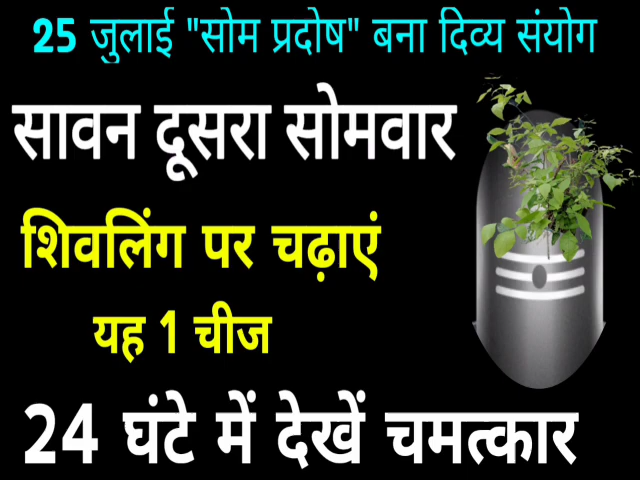 25 जुलाई "सोम प्रदोष" बना दिव्य संयोग
सावन दूसरा सोमवार
शिवलिंग पर चढ़ाएं
यह 1 चीज
24 घंटे में देखें चमत्कार